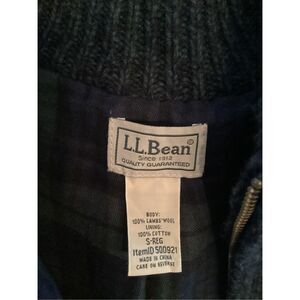 L.L.Bean®
Since 1912
QUALITY GUARANTEED
BODY:
100% LAMBS' WOOL
LINING:
100% COTTON
S-REG
ItemID 500921
MADE IN CHINA
CARE ON REVERSE